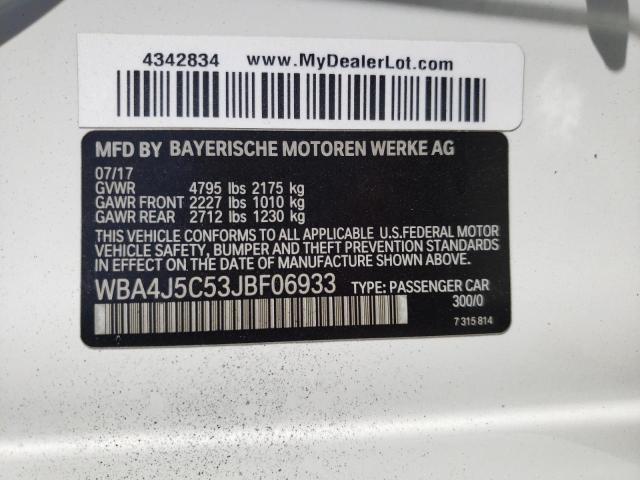 4342834 www.MyDealerLot.com
MFD BY BAYERISCHE MOTOREN WERKE AG
07/17
GVWR 4795 lbs 2175 kg
GAWR FRONT 2227 lbs 1010 kg
GAWR REAR 2712 lbs 1230 kg
THIS VEHICLE CONFORMS TO ALL APPLICABLE U.S.FEDERAL MOTOR
VEHICLE SAFETY, BUMPER AND THEFT PREVENTION STANDARDS
IN EFFECT ON THE DATE OF MANUFACTURE SHOWN ABOVE.
WBA4J5C53JBF06933 TYPE: PASSENGER CAR
300/0
7 315 814